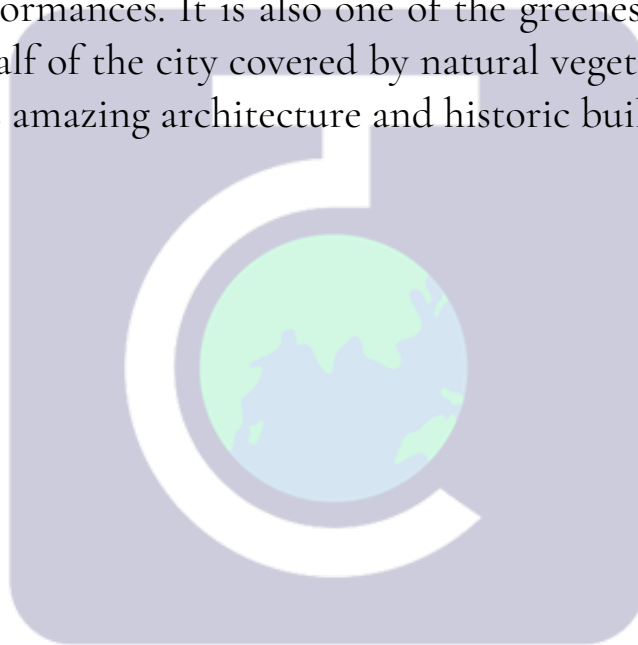 ormances. It is also one of the greenes
alf of the city covered by natural veget
amazing architecture and historic buil